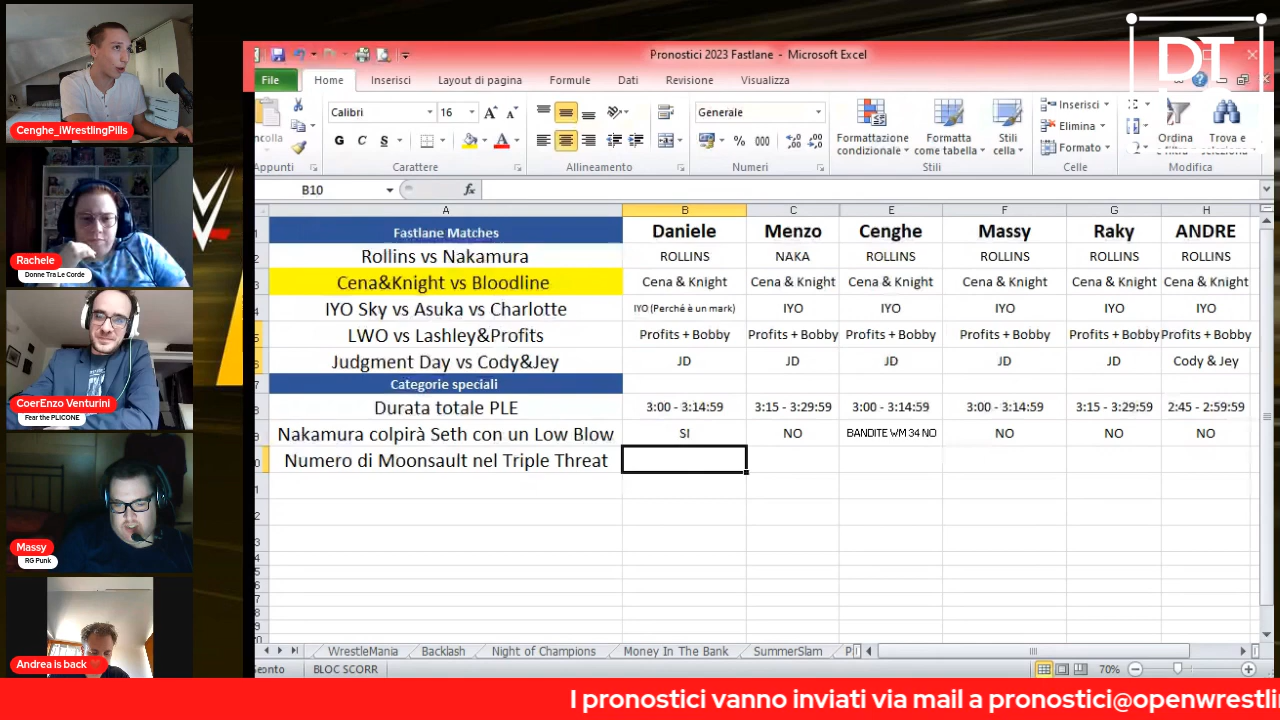 Cenghe_iWrestlingPills
Rachele
Donne Tra Le Corde
CoerEnzo Venturini
Fear the PLICONE
Massy
RG Punk
Andrea is back
DT
Pronostici 2023 Fastlane - Microsoft Excel
File Home Inserisci Layout di pagina Formule Dati Revisione Visualizza
Calibri 16 Generale
G C S
% 000
Formattazione condizionale
Formatta come tabella
Stili cella
Inserisci
Elimina
Formato
Ordina
Trova e
Appunti Carattere Allineamento Numeri Stili Celle Modifica
B10 fx
A B C E F G H
Fastlane Matches Daniele Menzo Cenghe Massy Raky ANDRE
Rollins vs Nakamura ROLLINS NAKA ROLLINS ROLLINS ROLLINS ROLLINS
Cena&Knight vs Bloodline Cena & Knight Cena & Knight Cena & Knight Cena & Knight Cena & Knight Cena & Knight
IYO Sky vs Asuka vs Charlotte IYO (Perché è un mark) IYO IYO IYO IYO IYO
LWO vs Lashley&Profits Profits + Bobby Profits + Bobby Profits + Bobby Profits + Bobby Profits + Bobby Profits + Bobby
Judgment Day vs Cody&Jey JD JD JD JD JD Cody & Jey
Categorie speciali
Durata totale PLE 3:00 - 3:14:59 3:15 - 3:29:59 3:00 - 3:14:59 3:00 - 3:14:59 3:15 - 3:29:59 2:45 - 2:59:59
Nakamura colpirà Seth con un Low Blow SI NO BANDITE WM 34 NO NO NO NO
Numero di Moonsault nel Triple Threat
WrestleMania Backlash Night of Champions Money In The Bank SummerSlam P
BLOC SCORR 70%
I pronostici vanno inviati via mail a pronostici@openwrestli